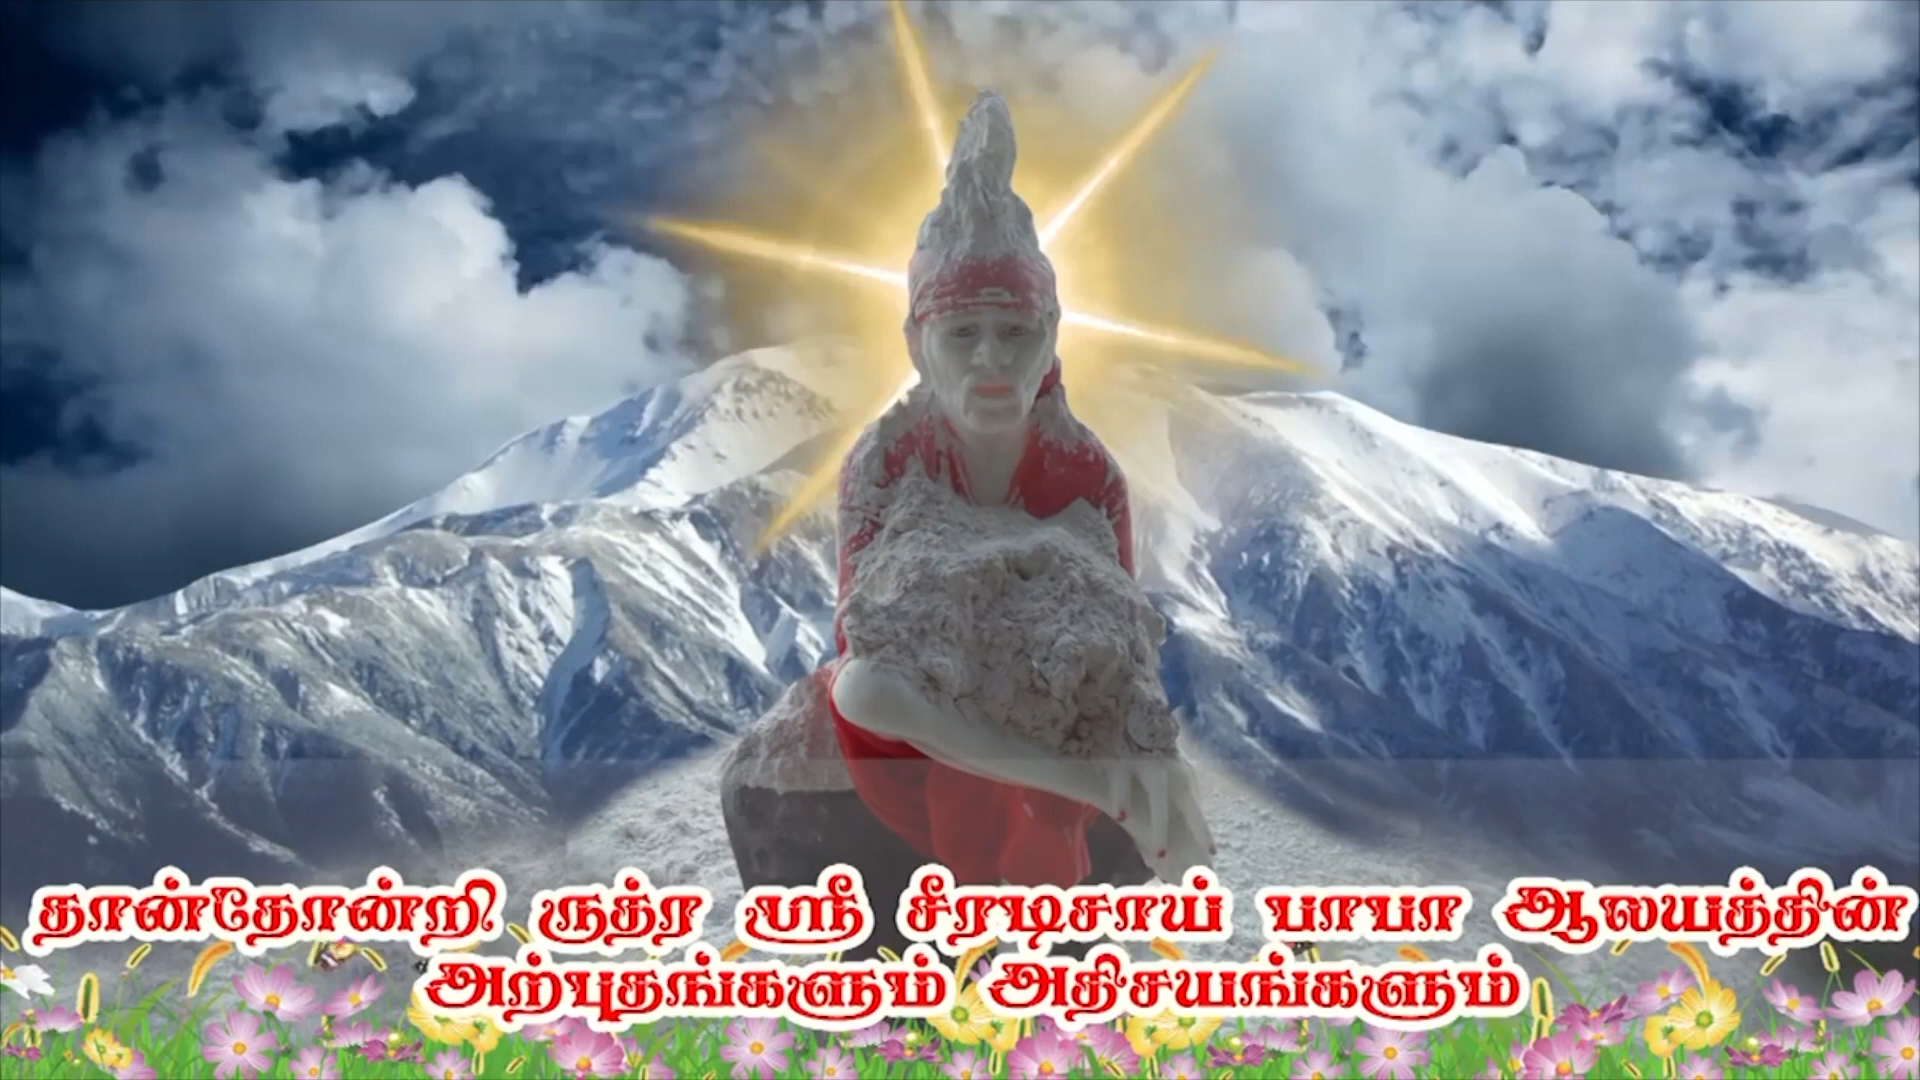 தான்தோன்றி ருத்ர ஸ்ரீ சீரடிசாய் பாபா ஆலயத்தின்
அற்புதங்களும் அதிசயங்களும்